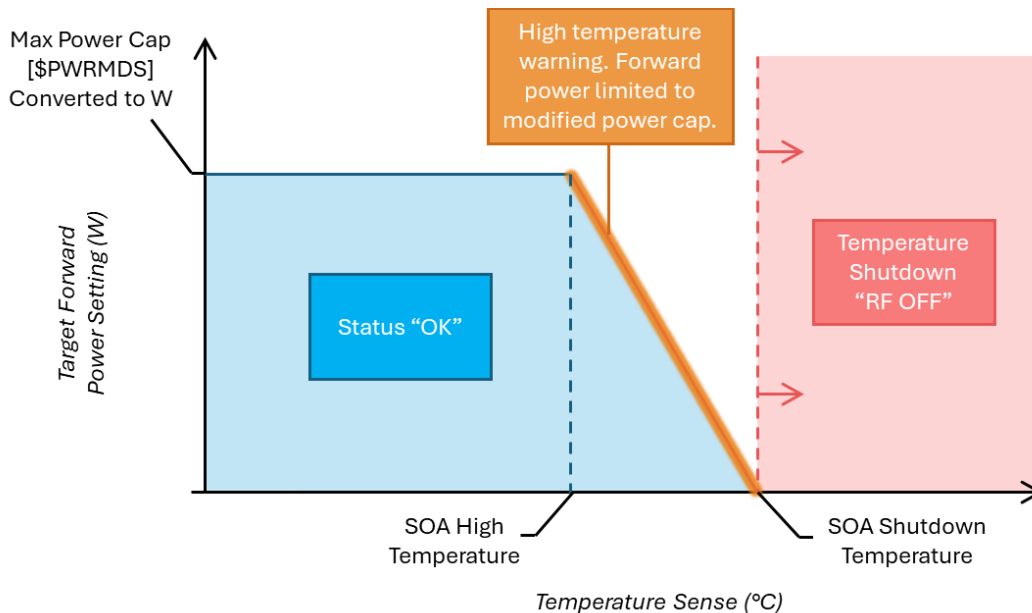 Max Power Cap
[$PWRMDS]
Converted to W
High temperature
warning. Forward
power limited to
modified power cap.
Target Forward
Power Setting (W)
Status “OK”
Temperature
Shutdown
“RF OFF”
SOA High
Temperature
SOA Shutdown
Temperature
Temperature Sense (°C)